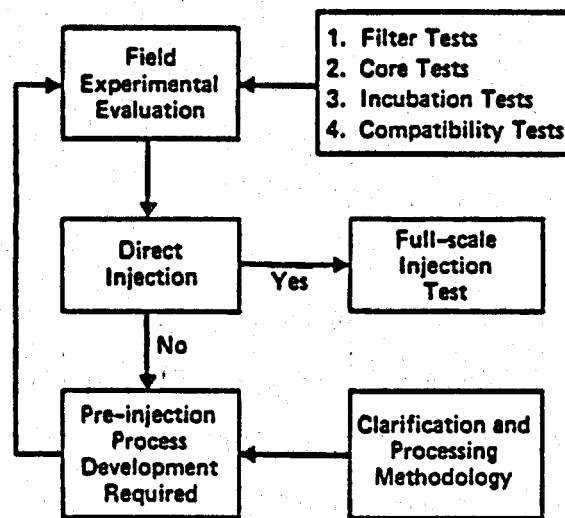 Field
Experimental
Evaluation
1. Filter Tests
2. Core Tests
3. Incubation Tests
4. Compatibility Tests
Direct
Injection
Yes
Full-scale
Injection
Test
No
Pre-injection
Process
Development
Required
Clarification and
Processing
Methodology